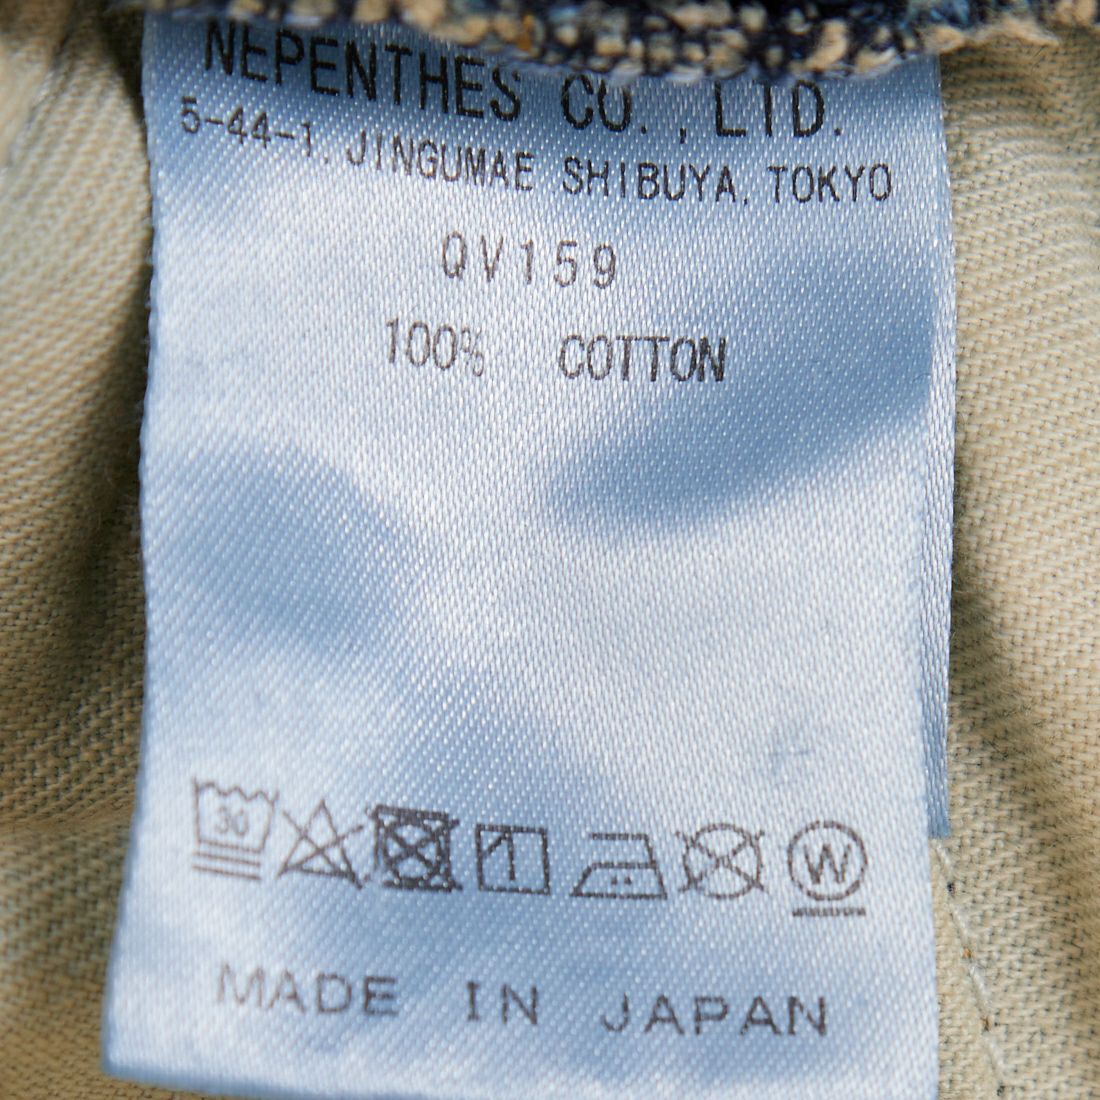 NEPENTHES CO., LTD.
5-44-1, JINGUMAE SHIBUYA, TOKYO
QV159
100% COTTON
30
W
MADE IN JAPAN